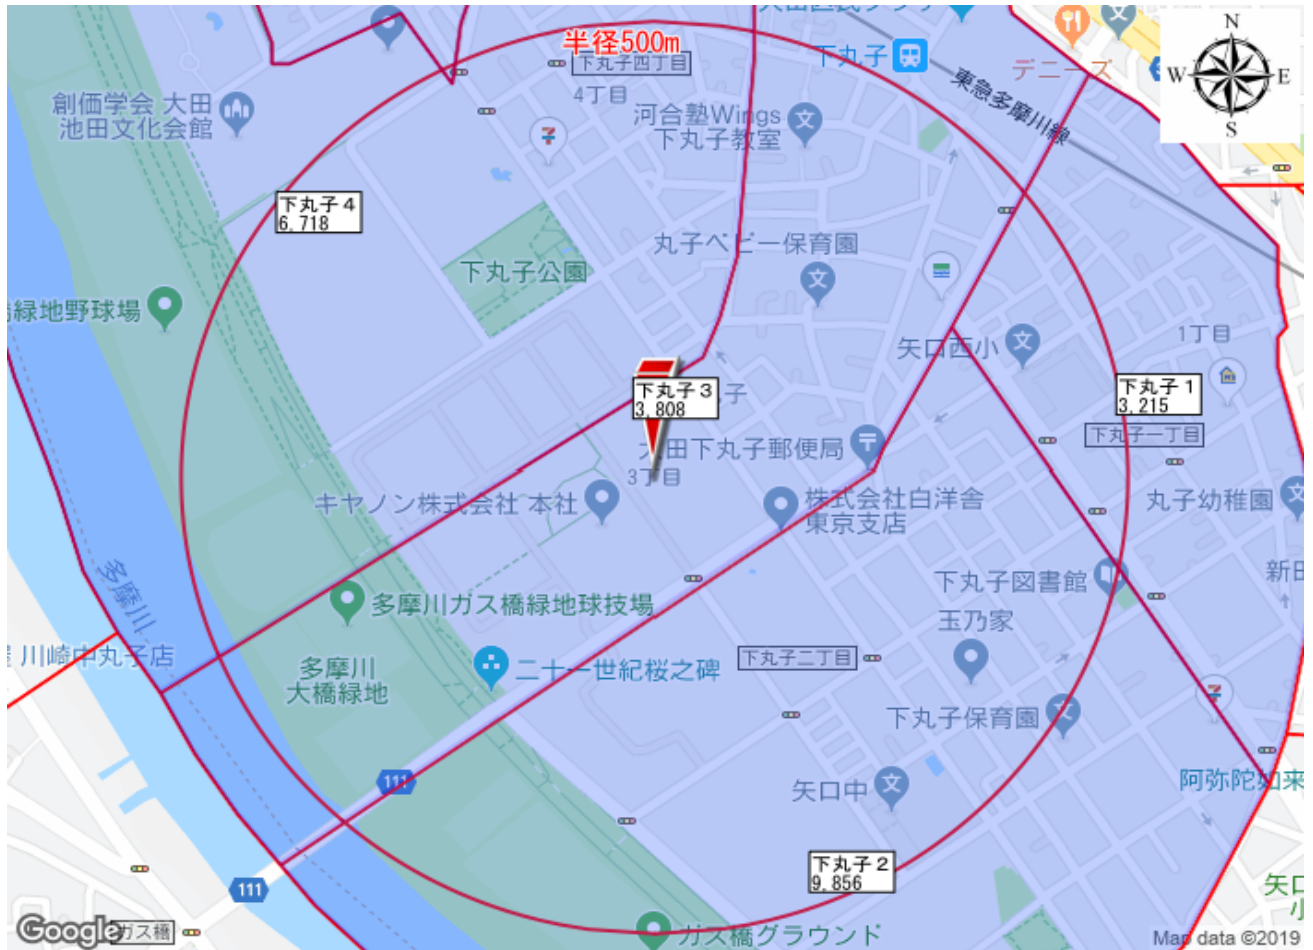 半径500m
下丸子四丁目
4丁目
下丸子
デニーズ
N
W
E
S
東急多摩川線
創価学会 大田
池田文化会館
河合塾Wings
下丸子教室
下丸子4
6,718
丸子ベビー保育園
下丸子公園
緑地野球場
矢口西小
1丁目
下丸子3
3,808
下丸子1
3,215
下丸子一丁目
田下丸子郵便局
3丁目
キヤノン株式会社 本社
株式会社白洋舎
東京支店
丸子幼稚園
新田
下丸子図書館
多摩川
多摩川ガス橋緑地球技場
玉乃家
川崎中丸子店
多摩川
大橋緑地
二十一世紀桜之碑
下丸子二丁目
下丸子保育園
111
矢口中
阿弥陀如来
下丸子2
9,856
111
矢口
小
Google
ガス橋
ガス橋グラウンド
Map data ©2019